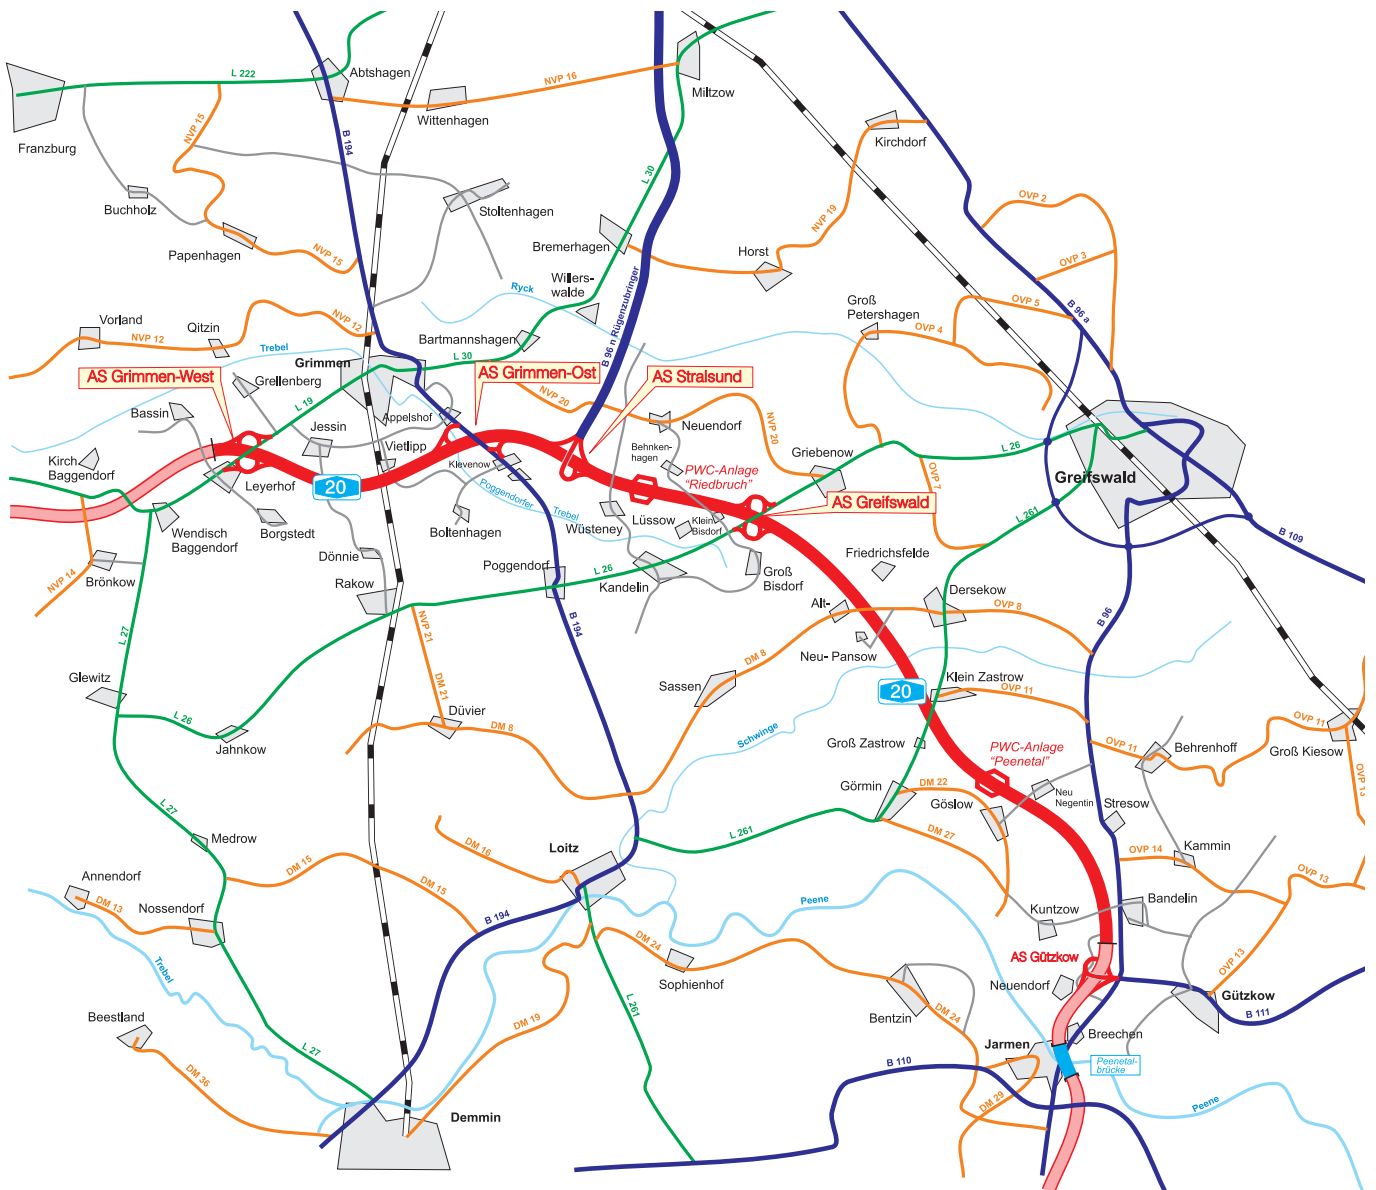 L 222
Abtshagen
NVP 16
Miltzow
Franzburg
NVP 15
Wittenhagen
B 194
Kirchdorf
L 30
Buchholz
Stoltenhagen
NVP 19
OVP 2
Papenhagen
NVP 15
Bremerhagen
Horst
OVP 3
Willers-
walde
Ryck
B 96 n Rügenzubringer
Groß
Petershagen
OVP 5
B 96 a
Vorland
NVP 12
Qitzin
NVP 12
Trebel
Bartmannshagen
OVP 4
Grimmen
L 30
AS Grimmen-West
Grellenberg
AS Grimmen-Ost
AS Stralsund
NVP 20
Bassin
L 19
Jessin
Appelshof
Neuendorf
NVP 20
Vietlipp
Klevenow
Behnken-
hagen
PWC-Anlage
"Riedbruch"
Griebenow
L 26
Greifswald
Kirch
Baggendorf
Leyerhof
20
Poggendorfer
Trebel
OVP 7
AS Greifswald
L 261
Wendisch
Baggendorf
Borgstedt
Boltenhagen
Wüsteney
Lüssow
Klein
Bisdorf
B 109
Dönnie
Friedrichsfelde
Brönkow
NVP 14
Rakow
Poggendorf
L 26
Kandelin
Groß
Bisdorf
Dersekow
Alt-
OVP 8
B 96
L 27
NVP 21
B 194
Neu- Pansow
DM 8
Glewitz
DM 21
Sassen
20
Klein Zastrow
OVP 11
L 26
Düvier
DM 8
Jahnkow
Schwinge
Groß Zastrow
PWC-Anlage
"Peenetal"
OVP 11
Behrenhoff
OVP 11
Groß Kiesow
OVP 13
L 27
Görmin
DM 22
Göslow
Neu
Negentin
Stresow
Medrow
DM 16
Loitz
L 261
DM 27
OVP 14
Kammin
Annendorf
DM 15
DM 15
OVP 13
DM 13
Nossendorf
B 194
Peene
Kuntzow
Bandelin
Trebel
DM 24
Sophienhof
AS Gützkow
OVP 13
Neuendorf
Gützkow
Beestland
DM 19
L 261
Bentzin
DM 24
B 111
L 27
Jarmen
Breechen
DM 36
B 110
Peenetal-
brücke
Demmin
DM 29
Peene